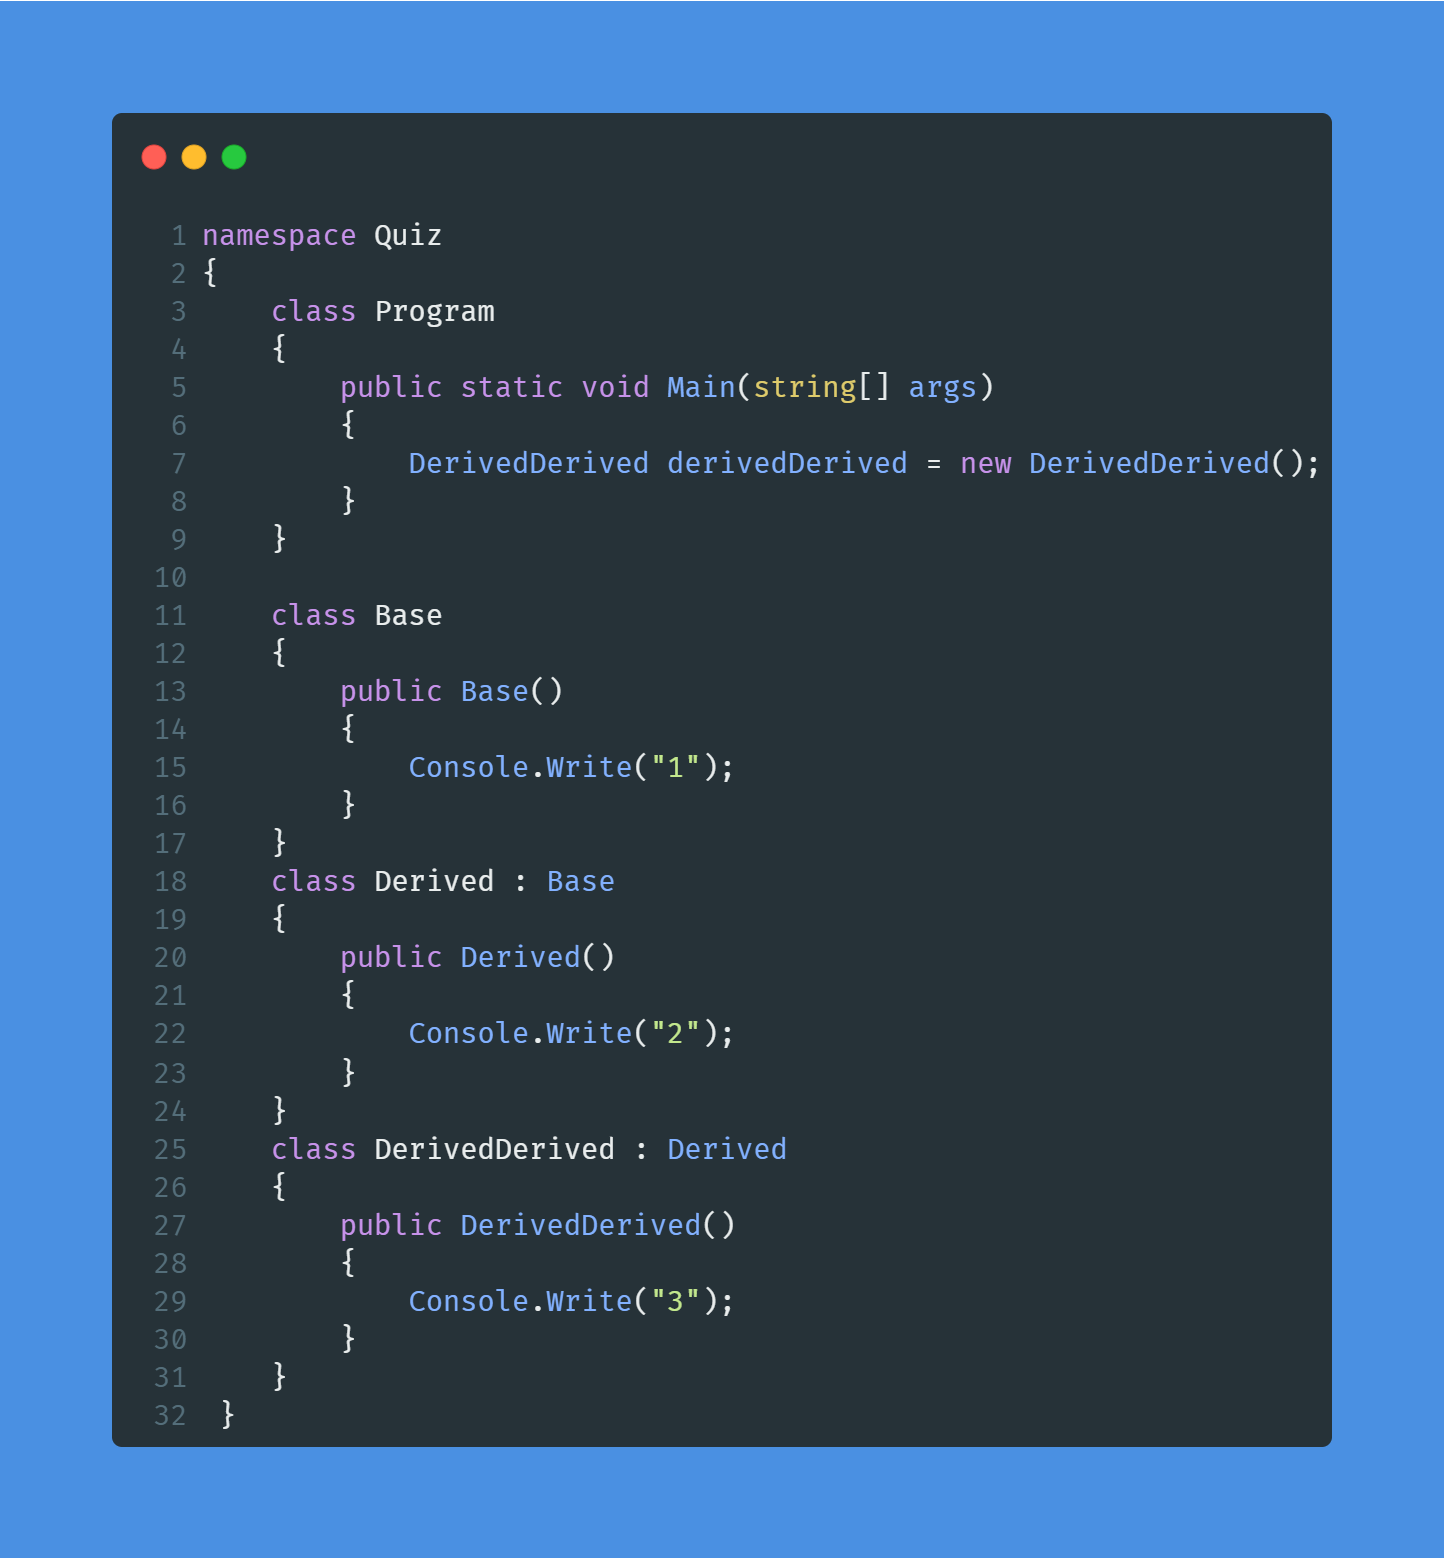 1 namespace Quiz
2 {
3     class Program
4     {
5         public static void Main(string[] args)
6         {
7             DerivedDerived derivedDerived = new DerivedDerived();
8         }
9     }
10
11     class Base
12     {
13         public Base()
14         {
15             Console.Write("1");
16         }
17     }
18     class Derived : Base
19     {
20         public Derived()
21         {
22             Console.Write("2");
23         }
24     }
25     class DerivedDerived : Derived
26     {
27         public DerivedDerived()
28         {
29             Console.Write("3");
30         }
31     }
32  }